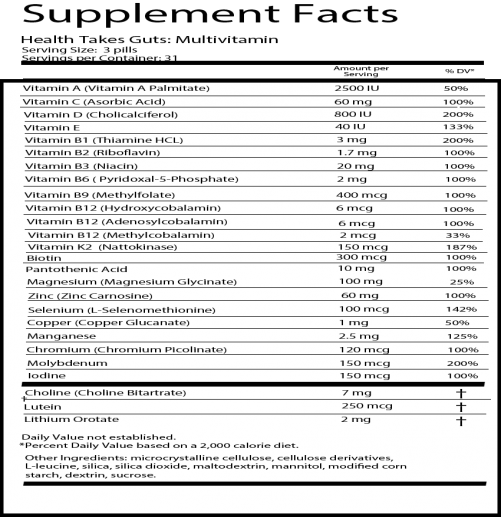 Supplement Facts
Health Takes Guts: Multivitamin
Serving Size: 3 pills
Servings per Container: 31
Amount per Serving % DV*
Vitamin A (Vitamin A Palmitate) 2500 IU 50%
Vitamin C (Asorbic Acid) 60 mg 100%
Vitamin D (Cholicalciferol) 800 IU 200%
Vitamin E 40 IU 133%
Vitamin B1 (Thiamine HCL) 3 mg 200%
Vitamin B2 (Riboflavin) 1.7 mg 100%
Vitamin B3 (Niacin) 20 mg 100%
Vitamin B6 ( Pyridoxal-5-Phosphate) 2 mg 100%
Vitamin B9 (Methylfolate) 400 mcg 100%
Vitamin B12 (Hydroxycobalamin) 6 mcg 100%
Vitamin B12 (Adenosylcobalamin) 6 mcg 100%
Vitamin B12 (Methylcobalamin) 2 mcg 33%
Vitamin K2 (Nattokinase) 150 mcg 187%
Biotin 300 mcg 100%
Pantothenic Acid 10 mg 100%
Magnesium (Magnesium Glycinate) 100 mg 25%
Zinc (Zinc Carnosine) 60 mg 100%
Selenium (L-Selenomethionine) 100 mcg 142%
Copper (Copper Glucanate) 1 mg 50%
Manganese 2.5 mg 125%
Chromium (Chromium Picolinate) 120 mcg 100%
Molybdenum 150 mcg 200%
Iodine 150 mcg 100%
Choline (Choline Bitartrate) 7 mg †
†
Lutein 250 mcg †
Lithium Orotate 2 mg †
Daily Value not established.
*Percent Daily Value based on a 2,000 calorie diet.
Other Ingredients: microcrystalline cellulose, cellulose derivatives,
L-leucine, silica, silica dioxide, maltodextrin, mannitol, modified corn
starch, dextrin, sucrose.